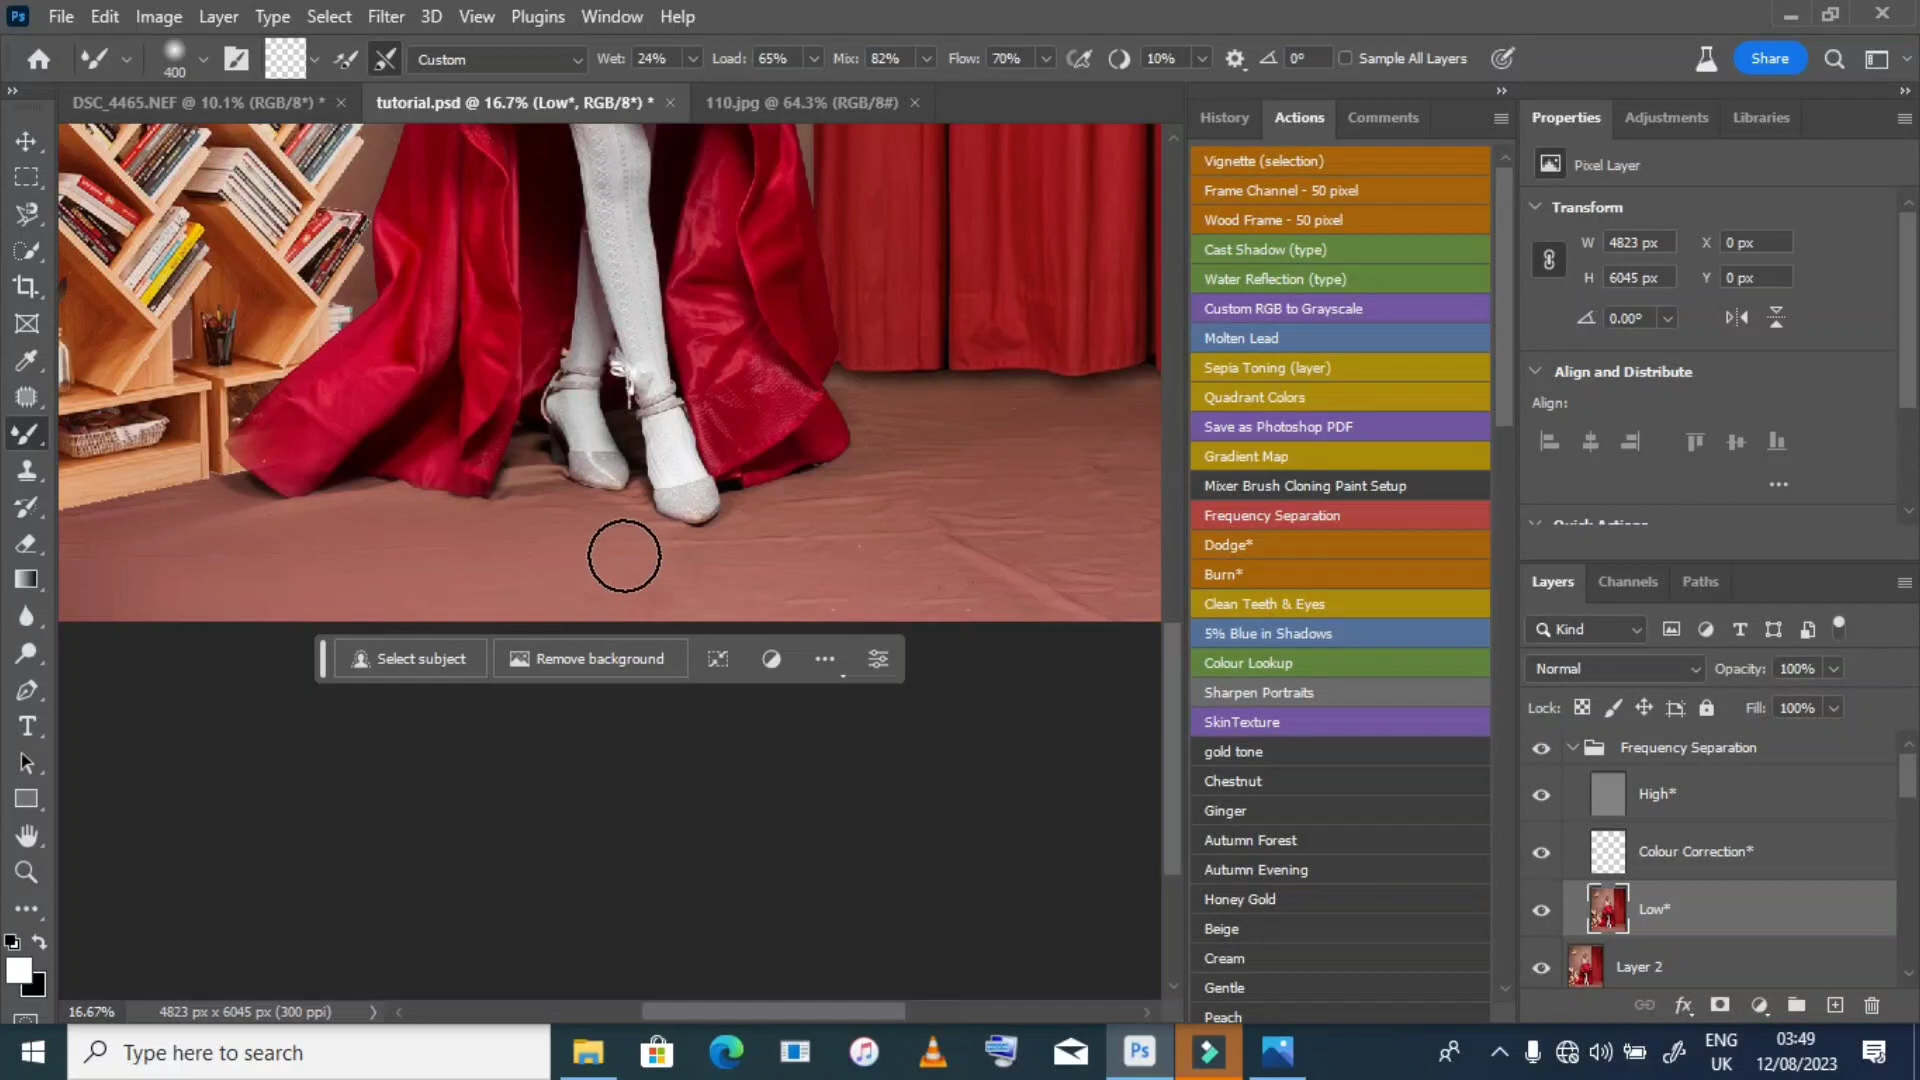 Ps File Edit Image Layer Type Select Filter 3D View Plugins Window Help
400 Custom Wet: 24% Load: 65% Mix: 82% Flow: 70% 10% 0° Sample All Layers Share
DSC_4465.NEF @ 10.1% (RGB/8*) * tutorial.psd @ 16.7% (Low*, RGB/8*) * 110.jpg @ 64.3% (RGB/8#)
History Actions Comments
Vignette (selection)
Frame Channel - 50 pixel
Wood Frame - 50 pixel
Cast Shadow (type)
Water Reflection (type)
Custom RGB to Grayscale
Molten Lead
Sepia Toning (layer)
Quadrant Colors
Save as Photoshop PDF
Gradient Map
Mixer Brush Cloning Paint Setup
Frequency Separation
Dodge*
Burn*
Clean Teeth & Eyes
5% Blue in Shadows
Colour Lookup
Sharpen Portraits
SkinTexture
gold tone
Chestnut
Ginger
Autumn Forest
Autumn Evening
Honey Gold
Beige
Cream
Gentle
Peach
Properties Adjustments Libraries
Pixel Layer
Transform
W 4823 px X 0 px
H 6045 px Y 0 px
0.00°
Align and Distribute
Align:
Quick Actions
Layers Channels Paths
Kind
Normal Opacity: 100%
Lock: Fill: 100%
Frequency Separation
High*
Colour Correction*
Low*
Layer 2
Select subject Remove background
16.67% 4823 px x 6045 px (300 ppi)
Type here to search
Ps
ENG
UK
03:49
12/08/2023